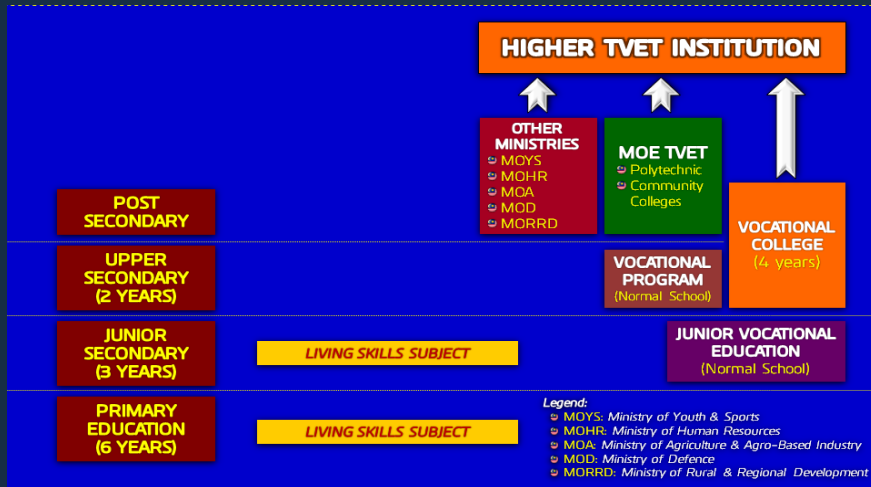 HIGHER TVET INSTITUTION
OTHER
MINISTRIES
MOYS
MOHR
MOA
MOD
MORRD
MOE TVET
Polytechnic
Community
Colleges
POST
SECONDARY
VOCATIONAL
COLLEGE
(4 years)
UPPER
SECONDARY
(2 YEARS)
VOCATIONAL
PROGRAM
(Normal School)
JUNIOR
SECONDARY
(3 YEARS)
LIVING SKILLS SUBJECT
JUNIOR VOCATIONAL
EDUCATION
(Normal School)
PRIMARY
EDUCATION
(6 YEARS)
LIVING SKILLS SUBJECT
Legend:
MOYS: Ministry of Youth & Sports
MOHR: Ministry of Human Resources
MOA: Ministry of Agriculture & Agro-Based Industry
MOD: Ministry of Defence
MORRD: Ministry of Rural & Regional Development